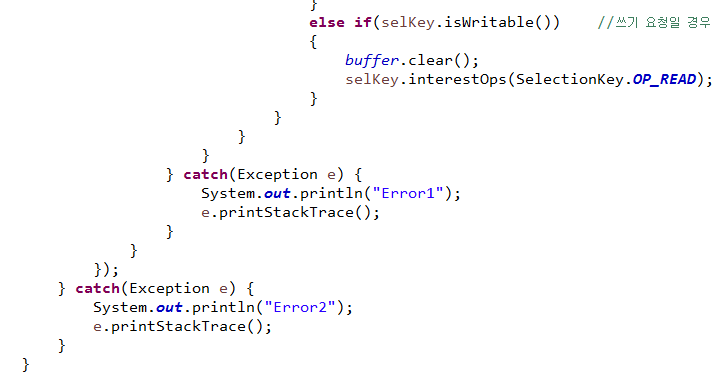 }
else if(selKey.isWritable())    //쓰기 요청일 경우
{
buffer.clear();
selKey.interestOps(SelectionKey.OP_READ);
}
}
}
}
} catch(Exception e) {
System.out.println("Error1");
e.printStackTrace();
}
}
});
} catch(Exception e) {
System.out.println("Error2");
e.printStackTrace();
}
}